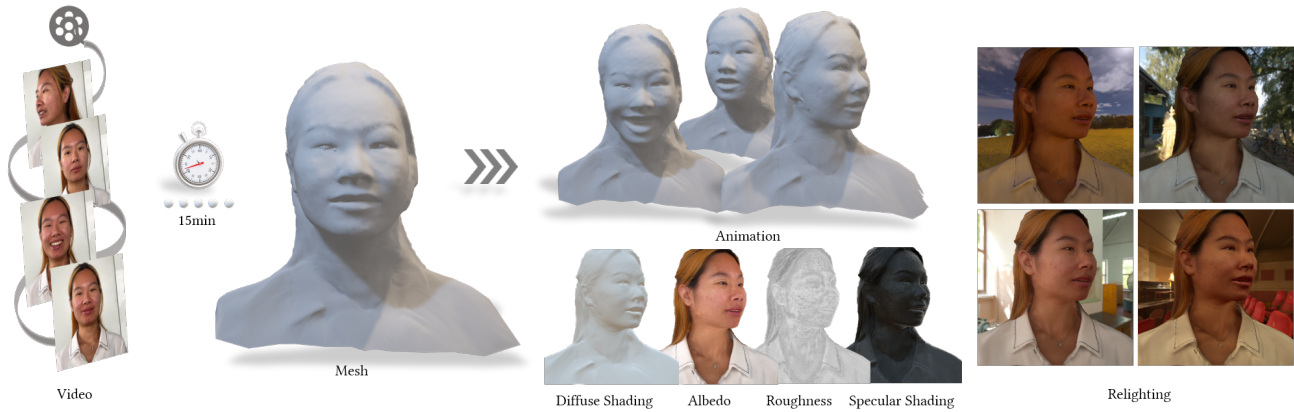 15min
Video
Mesh
Animation
Diffuse Shading
Albedo
Roughness
Specular Shading
Relighting